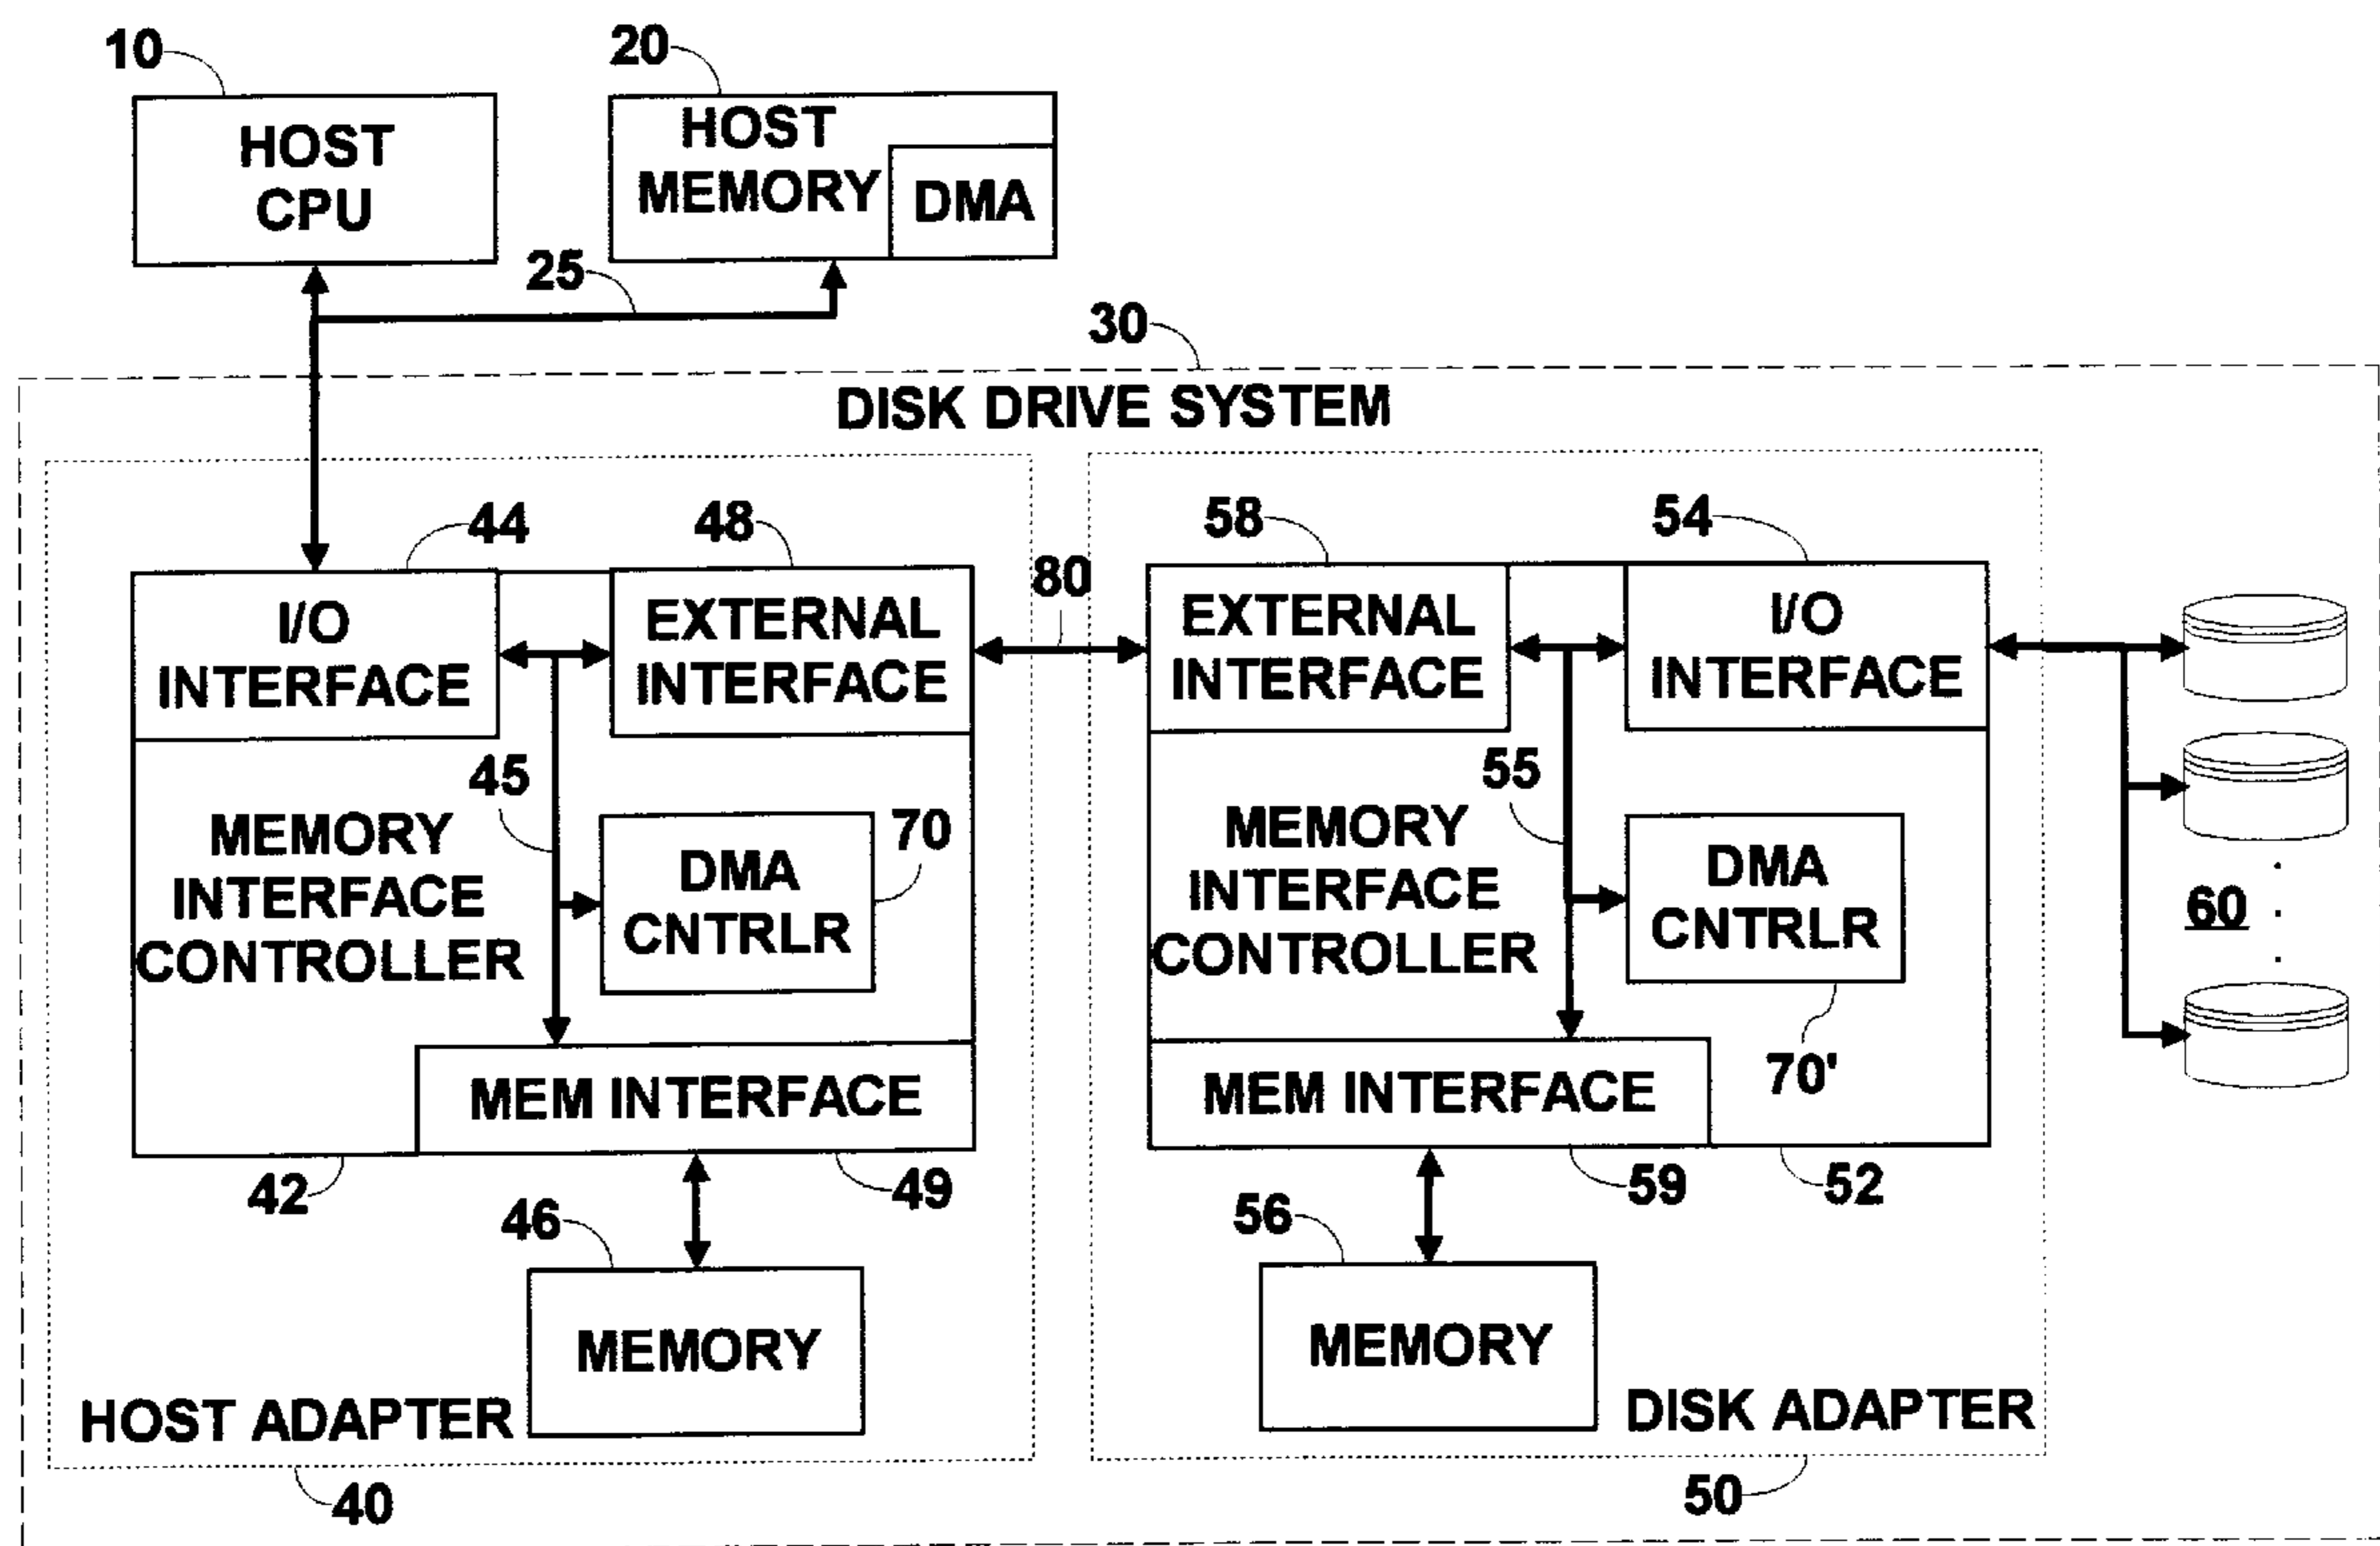 10
20
HOST
CPU
HOST
MEMORY
DMA
25
30
DISK DRIVE SYSTEM
44
48
58
54
I/O
INTERFACE
EXTERNAL
INTERFACE
80
EXTERNAL
INTERFACE
I/O
INTERFACE
45
MEMORY
INTERFACE
CONTROLLER
DMA
CNTRLR
70
55
MEMORY
INTERFACE
CONTROLLER
DMA
CNTRLR
70'
60
MEM INTERFACE
MEM INTERFACE
42
49
59
52
46
56
MEMORY
MEMORY
HOST ADAPTER
DISK ADAPTER
40
50